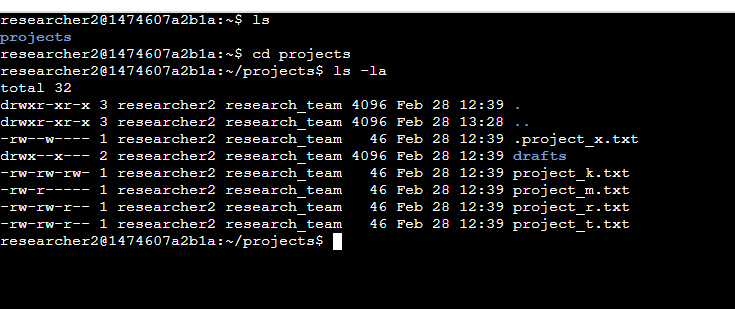 researcher2@1474607a2b1a:~$ ls
projects
researcher2@1474607a2b1a:~$ cd projects
researcher2@1474607a2b1a:~/projects$ ls -la
total 32
drwxr-xr-x 3 researcher2 research_team 4096 Feb 28 12:39 .
drwxr-xr-x 3 researcher2 research_team 4096 Feb 28 13:28 ..
-rw--w---- 1 researcher2 research_team   46 Feb 28 12:39 .project_x.txt
drwx--x--- 2 researcher2 research_team 4096 Feb 28 12:39 drafts
-rw-rw-rw- 1 researcher2 research_team   46 Feb 28 12:39 project_k.txt
-rw-r----- 1 researcher2 research_team   46 Feb 28 12:39 project_m.txt
-rw-rw-r-- 1 researcher2 research_team   46 Feb 28 12:39 project_r.txt
-rw-rw-r-- 1 researcher2 research_team   46 Feb 28 12:39 project_t.txt
researcher2@1474607a2b1a:~/projects$